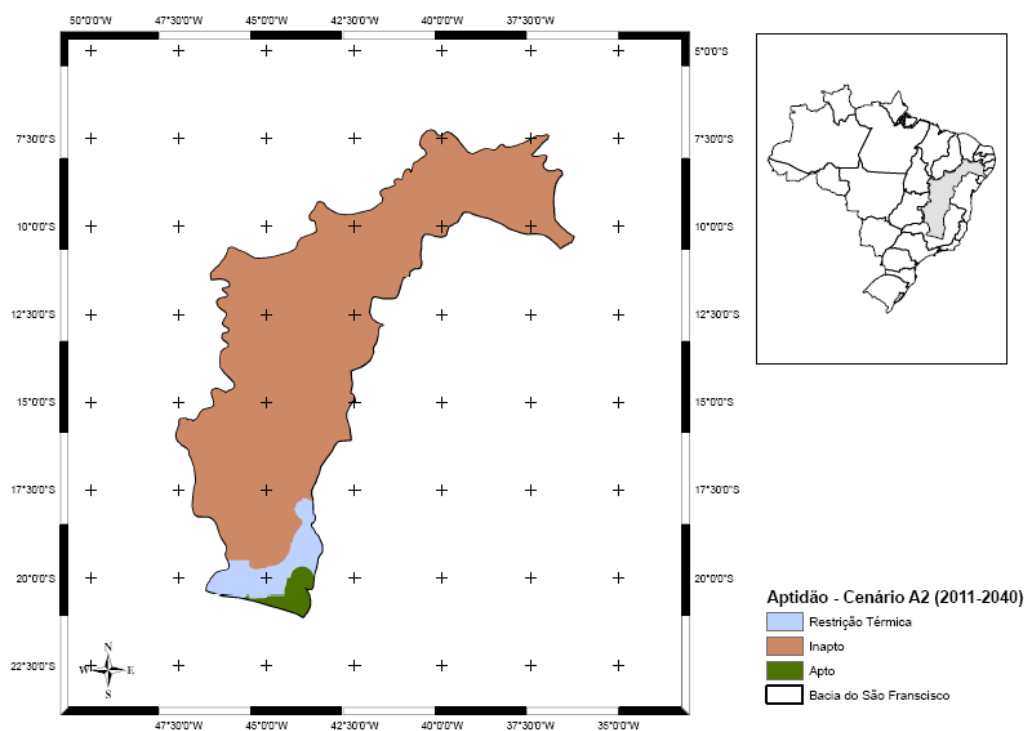 50°0'0"W 47°30'0"W 45°0'0"W 42°30'0"W 40°0'0"W 37°30'0"W
5°0'0"S
7°30'0"S 7°30'0"S
10°0'0"S 10°0'0"S
12°30'0"S 12°30'0"S
15°0'0"S 15°0'0"S
17°30'0"S 17°30'0"S
20°0'0"S 20°0'0"S
22°30'0"S 22°30'0"S
N
W E
S
47°30'0"W 45°0'0"W 42°30'0"W 40°0'0"W 37°30'0"W 35°0'0"W
Aptidão - Cenário A2 (2011-2040)
Restrição Térmica
Inapto
Apto
Bacia do São Franscisco